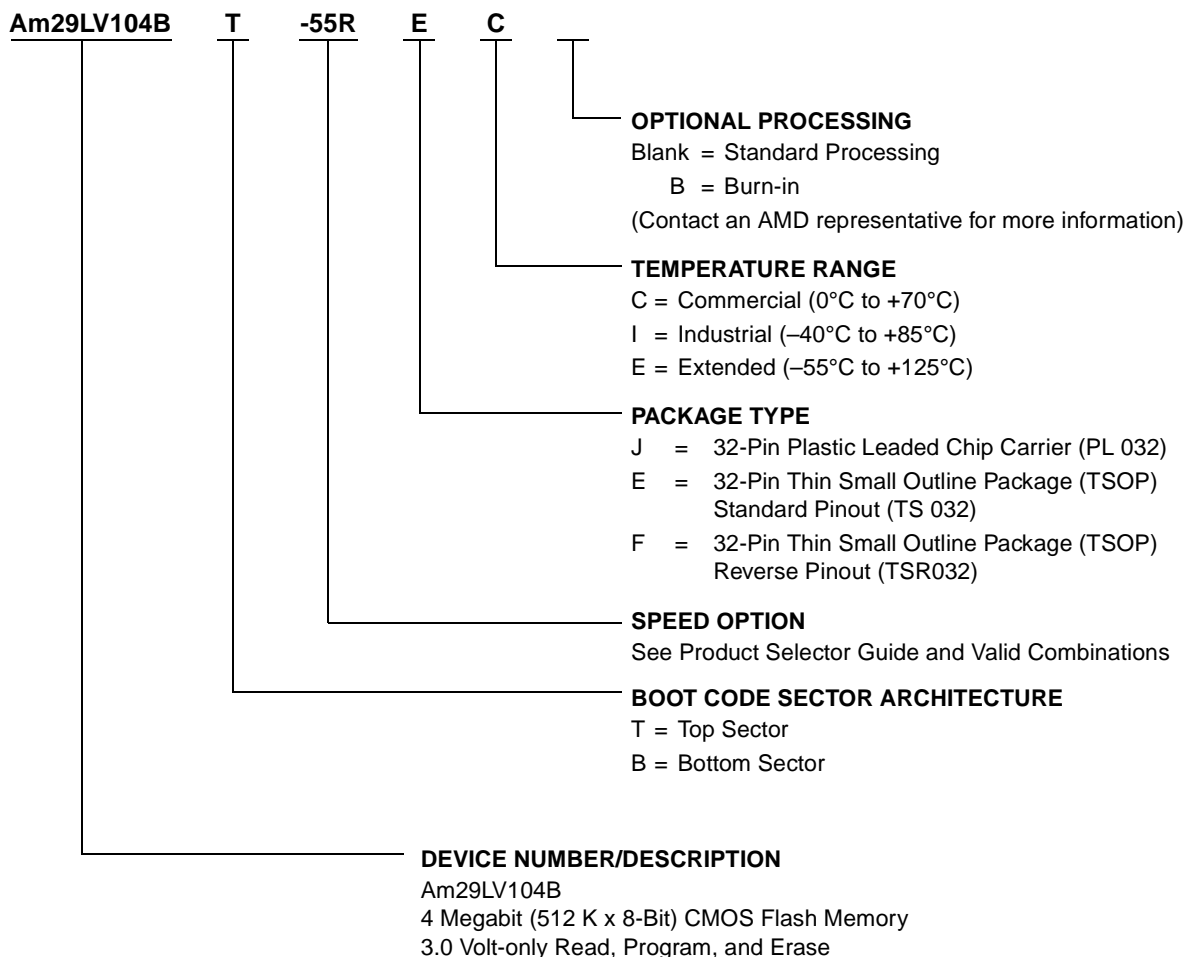 Am29LV104B T -55R E C
OPTIONAL PROCESSING
Blank = Standard Processing
B = Burn-in
(Contact an AMD representative for more information)
TEMPERATURE RANGE
C = Commercial (0°C to +70°C)
I = Industrial (–40°C to +85°C)
E = Extended (–55°C to +125°C)
PACKAGE TYPE
J = 32-Pin Plastic Leaded Chip Carrier (PL 032)
E = 32-Pin Thin Small Outline Package (TSOP)
Standard Pinout (TS 032)
F = 32-Pin Thin Small Outline Package (TSOP)
Reverse Pinout (TSR032)
SPEED OPTION
See Product Selector Guide and Valid Combinations
BOOT CODE SECTOR ARCHITECTURE
T = Top Sector
B = Bottom Sector
DEVICE NUMBER/DESCRIPTION
Am29LV104B
4 Megabit (512 K x 8-Bit) CMOS Flash Memory
3.0 Volt-only Read, Program, and Erase